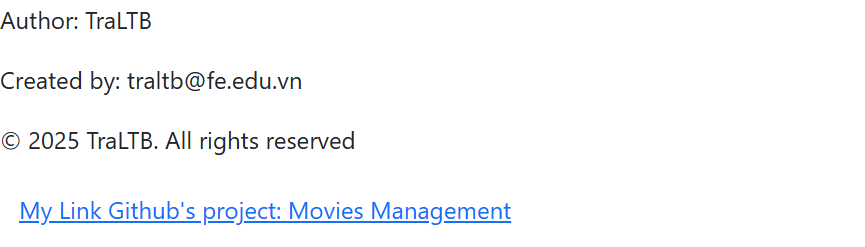 Author: TraLTB
Created by: traltb@fe.edu.vn
© 2025 TraLTB. All rights reserved
My Link Github's project: Movies Management